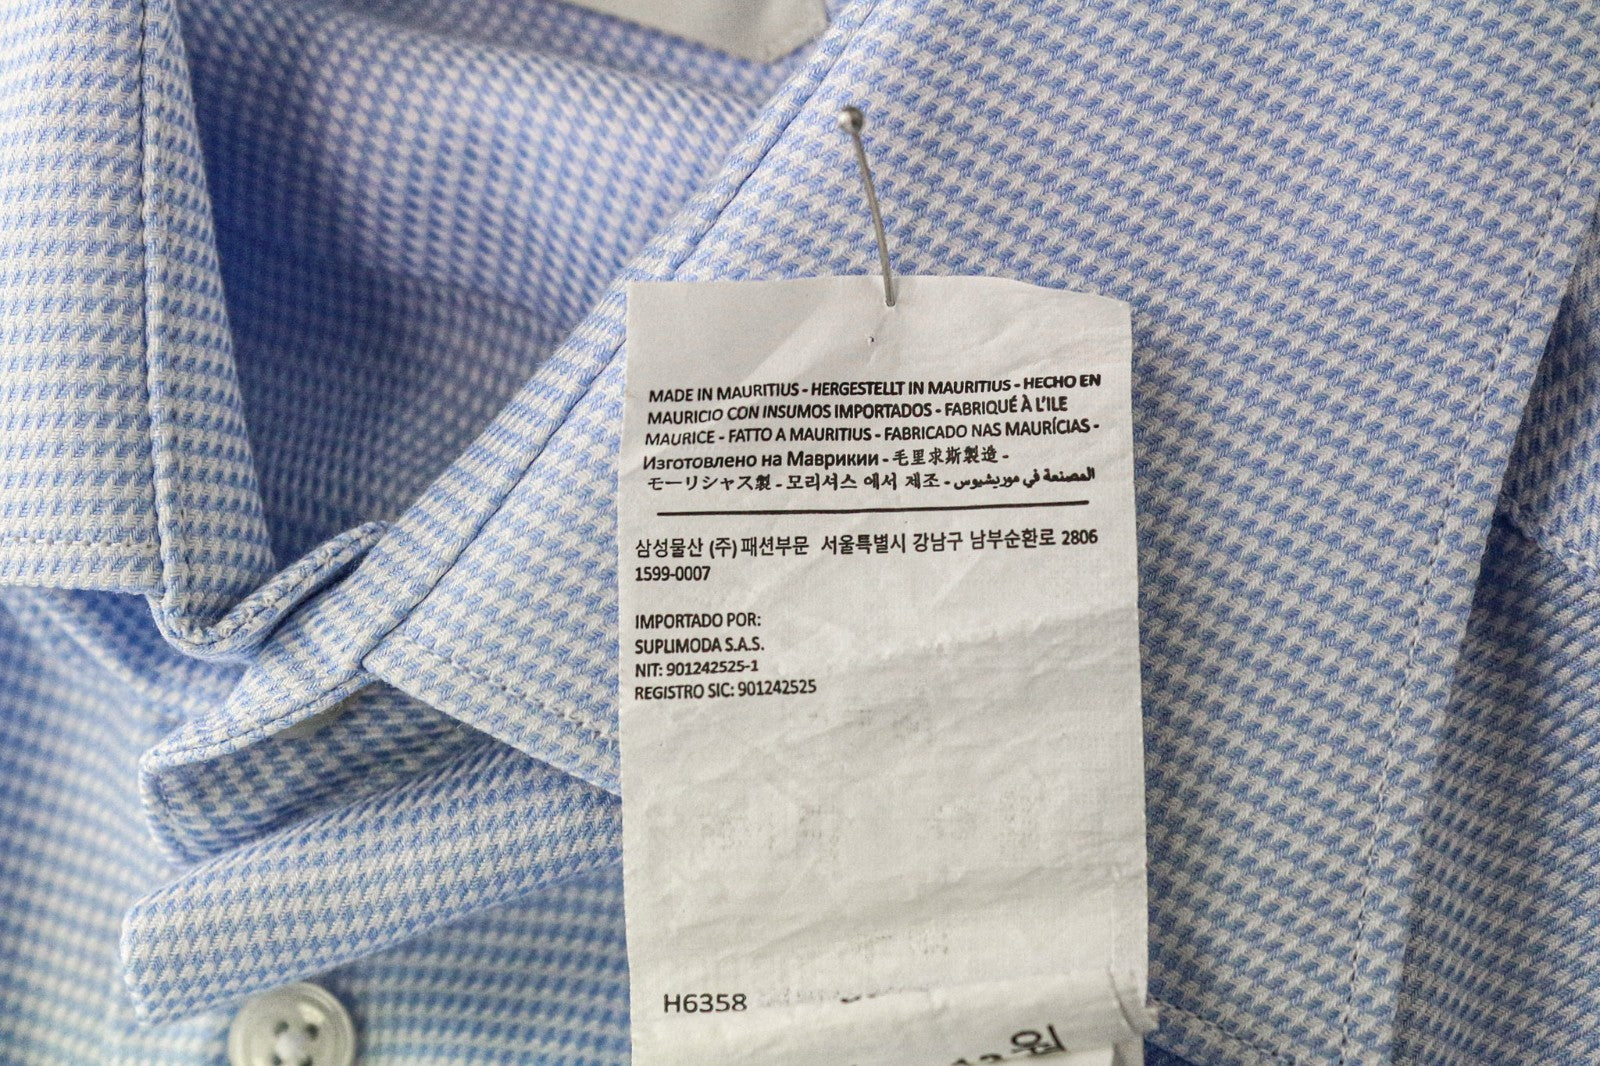 MADE IN MAURITIUS - HERGESTELLT IN MAURITIUS - HECHO EN
MAURICIO CON INSUMOS IMPORTADOS - FABRIQUÉ À L'ILE
MAURICE - FATTO A MAURITIUS - FABRICADO NAS MAURÍCIAS -
Изготовлено на Маврикии - 毛里求斯製造 -
モーリシャス製 - 모리셔스 에서 제조 - المصنعة في موريشيوس
삼성물산 (주) 패션부문 서울특별시 강남구 남부순환로 2806
1599-0007
IMPORTADO POR:
SUPLIMODA S.A.S.
NIT: 901242525-1
REGISTRO SIC: 901242525
H6358
월